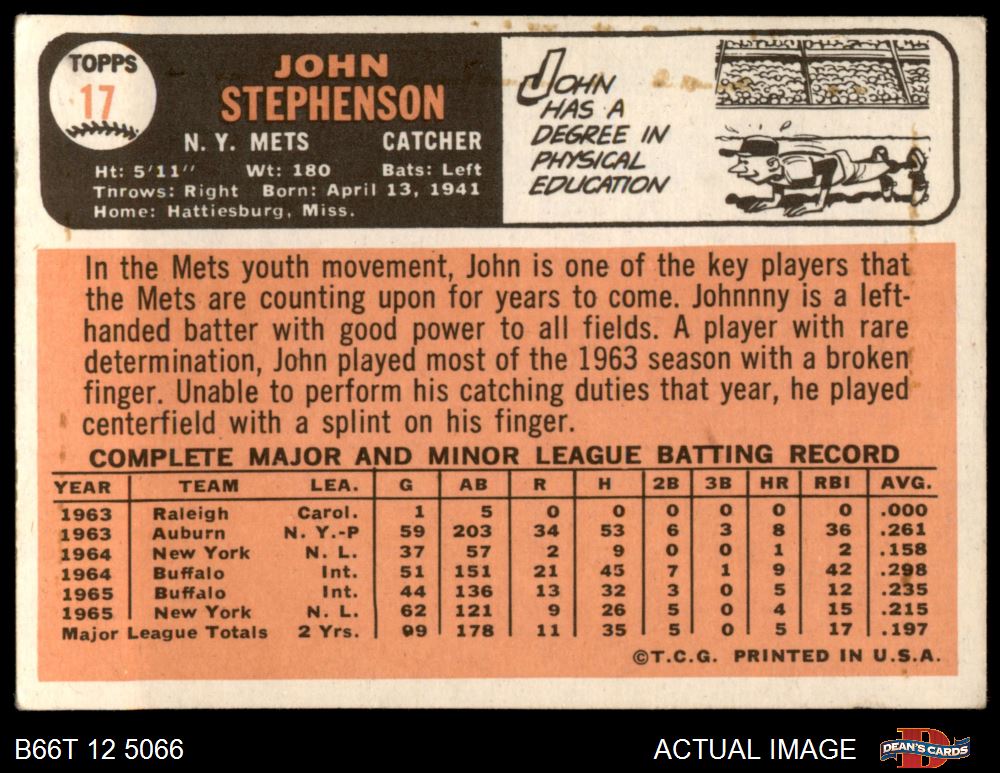 TOPPS
17
JOHN
STEPHENSON
N. Y. METS CATCHER
Ht: 5'11" Wt: 180 Bats: Left
Throws: Right Born: April 13, 1941
Home: Hattiesburg, Miss.
JOHN
HAS A
DEGREE IN
PHYSICAL
EDUCATION
In the Mets youth movement, John is one of the key players that
the Mets are counting upon for years to come. Johnnny is a left-
handed batter with good power to all fields. A player with rare
determination, John played most of the 1963 season with a broken
finger. Unable to perform his catching duties that year, he played
centerfield with a splint on his finger.
COMPLETE MAJOR AND MINOR LEAGUE BATTING RECORD
YEAR TEAM LEA. G AB R H 2B 3B HR RBI AVG.
1963 Raleigh Carol. 1 5 0 0 0 0 0 0 .000
1963 Auburn N. Y.-P 59 203 34 53 6 3 8 36 .261
1964 New York N. L. 37 57 2 9 0 0 1 2 .158
1964 Buffalo Int. 51 151 21 45 7 1 9 42 .298
1965 Buffalo Int. 44 136 13 32 3 0 5 12 .235
1965 New York N. L. 62 121 9 26 5 0 4 15 .215
Major League Totals 2 Yrs. 99 178 11 35 5 0 5 17 .197
©T.C.G. PRINTED IN U.S.A.
B66T 12 5066 ACTUAL IMAGE DEAN'S CARDS